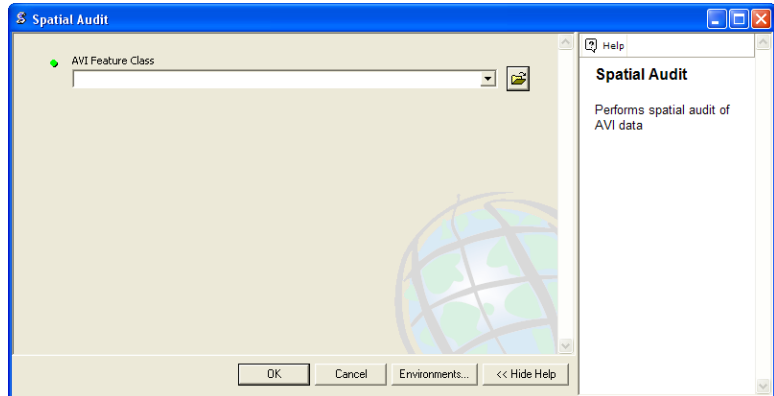 Spatial Audit
AVI Feature Class
OK
Cancel
Environments...
<< Hide Help
Help
Spatial Audit
Performs spatial audit of
AVI data